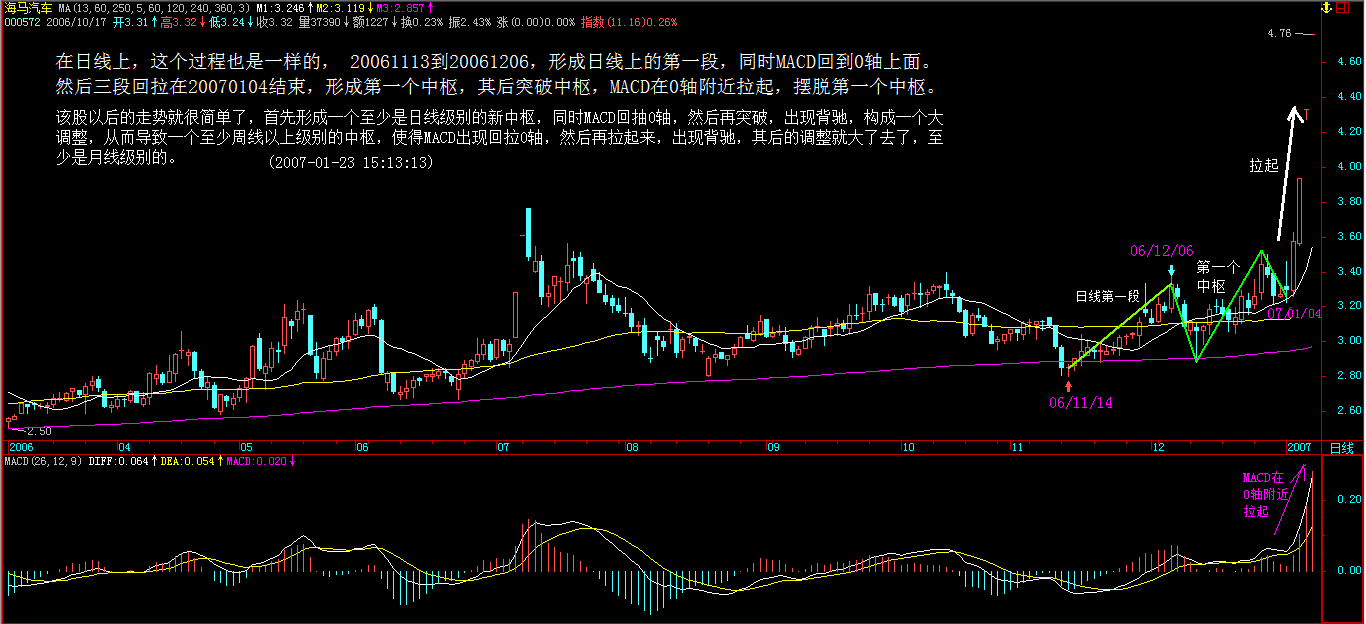 海马汽车 MA(13,60,250,5,60,120,240,360,3) M1:3.246↑M2:3.119↓M3:2.857↑
000572 2006/10/17 开3.31↑高3.32↓低3.24↓收3.32 量37390↓额1227↓换0.23% 振2.43% 涨(0.00)0.00% 指数(11.16)0.26%
4.76
在日线上，这个过程也是一样的， 20061113到20061206，形成日线上的第一段，同时MACD回到0轴上面。
4.60
然后三段回拉在20070104结束，形成第一个中枢，其后突破中枢，MACD在0轴附近拉起，摆脱第一个中枢。
4.40
该股以后的走势就很简单了，首先形成一个至少是日线级别的新中枢，同时MACD回抽0轴，然后再突破，出现背驰，构成一个大
调整，从而导致一个至少周线以上级别的中枢，使得MACD出现回拉0轴，然后再拉起来，出现背驰，其后的调整就大了去了，至
少是月线级别的。 (2007-01-23 15:13:13)
4.20
拉起
4.00
3.80
3.60
06/12/06
第一个
中枢
3.40
日线第一段
3.20
07/01/04
3.00
2.80
06/11/14
2.60
2.50
2006 04 05 06 07 08 09 10 11 12 2007 日线
MACD(26,12,9) DIFF:0.064↑DEA:0.054↑MACD:0.020↓
MACD在
0轴附近
拉起
0.20
0.00